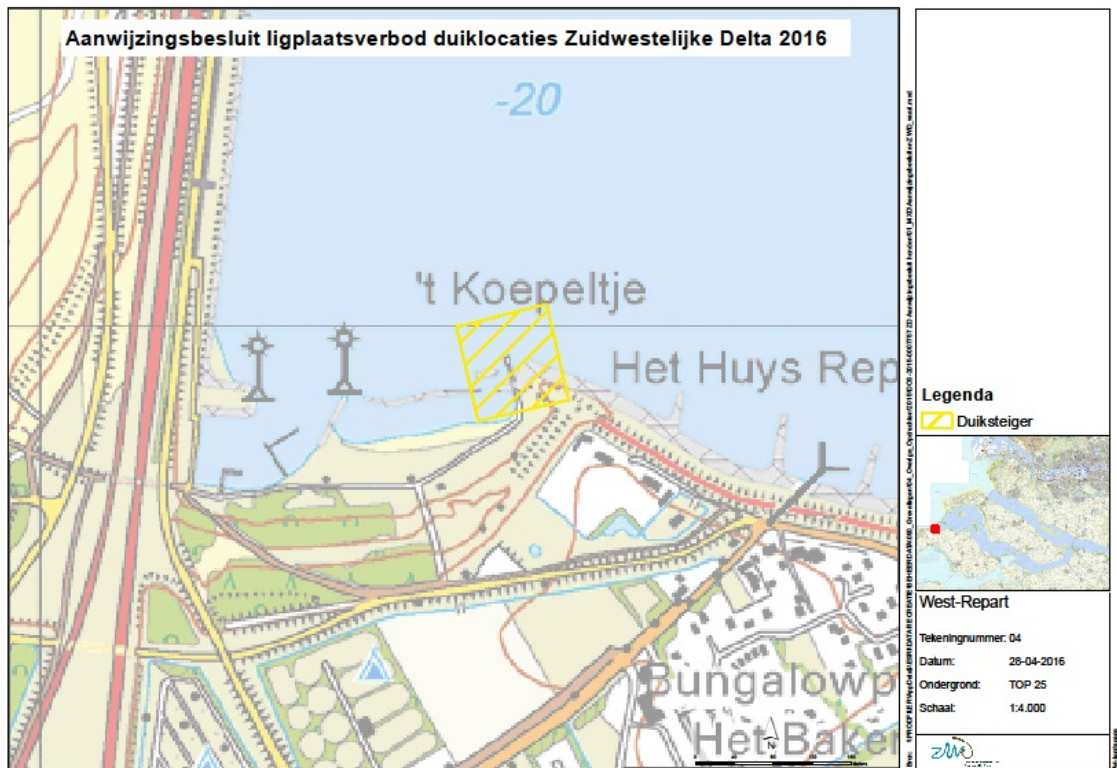 Aanwijzingsbesluit ligplaatsverbod duiklocaties Zuidwestelijke Delta 2016
-20
't Koepeltje
Het Huys Rep
Bungalowp
Het Baker
Legenda
Duiksteiger
West-Repart
Tekeningnummer: 04
Datum: 28-04-2016
Ondergrond: TOP 25
Schaal: 1:4.000